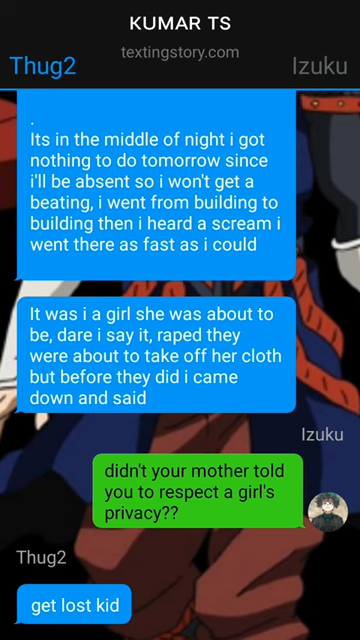 KUMAR TS
textingstory.com
Thug2
Izuku
.
Its in the middle of night i got
nothing to do tomorrow since
i'll be absent so i won't get a
beating, i went from building to
building then i heard a scream i
went there as fast as i could
It was i a girl she was about to
be, dare i say it, raped they
were about to take off her cloth
but before they did i came
down and said
Izuku
didn't your mother told
you to respect a girl's
privacy??
Thug2
get lost kid